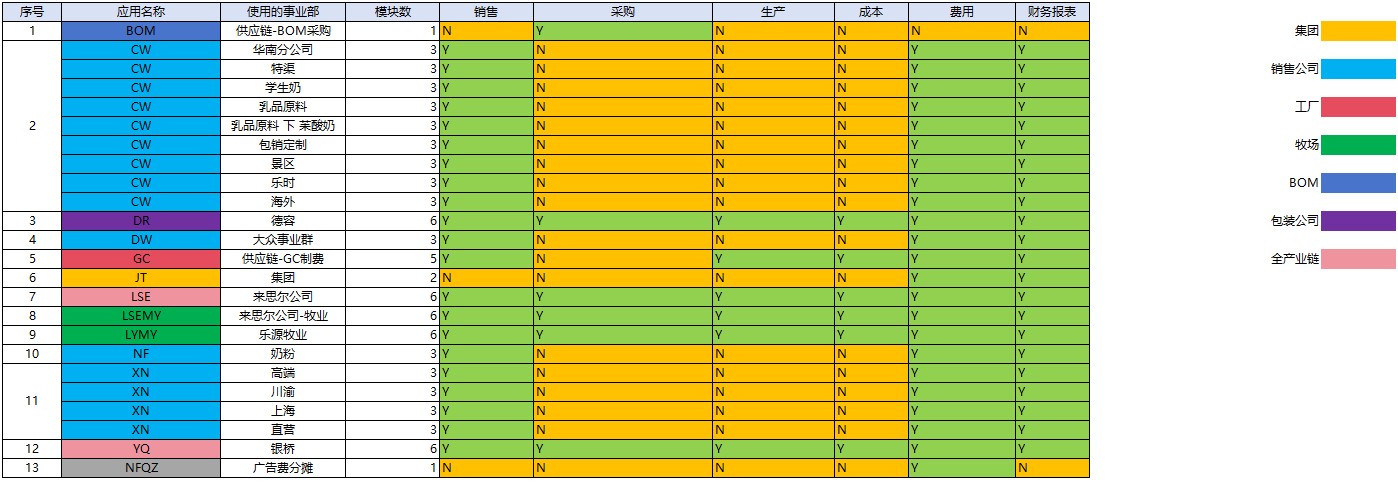 序号 应用名称 使用的事业部 模块数 销售 采购 生产 成本 费用 财务报表
1 BOM 供应链-BOM采购 1 N Y N N N N 集团
CW 华南分公司 3 Y N N N Y Y
CW 特渠 3 Y N N N Y Y 销售公司
CW 学生奶 3 Y N N N Y Y
CW 乳品原料 3 Y N N N Y Y 工厂
2 CW 乳品原料 下 茉酸奶 3 Y N N N Y Y
CW 包销定制 3 Y N N N Y Y 牧场
CW 景区 3 Y N N N Y Y
CW 乐时 3 Y N N N Y Y BOM
CW 海外 3 Y N N N Y Y
3 DR 德容 6 Y Y Y Y Y Y 包装公司
4 DW 大众事业群 3 Y N N N Y Y
5 GC 供应链-GC制费 5 Y N Y Y Y Y 全产业链
6 JT 集团 2 N N N N Y Y
7 LSE 来思尔公司 6 Y Y Y Y Y Y
8 LSEMY 来思尔公司-牧业 6 Y Y Y Y Y Y
9 LYMY 乐源牧业 6 Y Y Y Y Y Y
10 NF 奶粉 3 Y N N N Y Y
XN 高端 3 Y N N N Y Y
11 XN 川渝 3 Y N N N Y Y
XN 上海 3 Y N N N Y Y
XN 直营 3 Y N N N Y Y
12 YQ 银桥 6 Y Y Y Y Y Y
13 NFQZ 广告费分摊 1 N N N N Y N